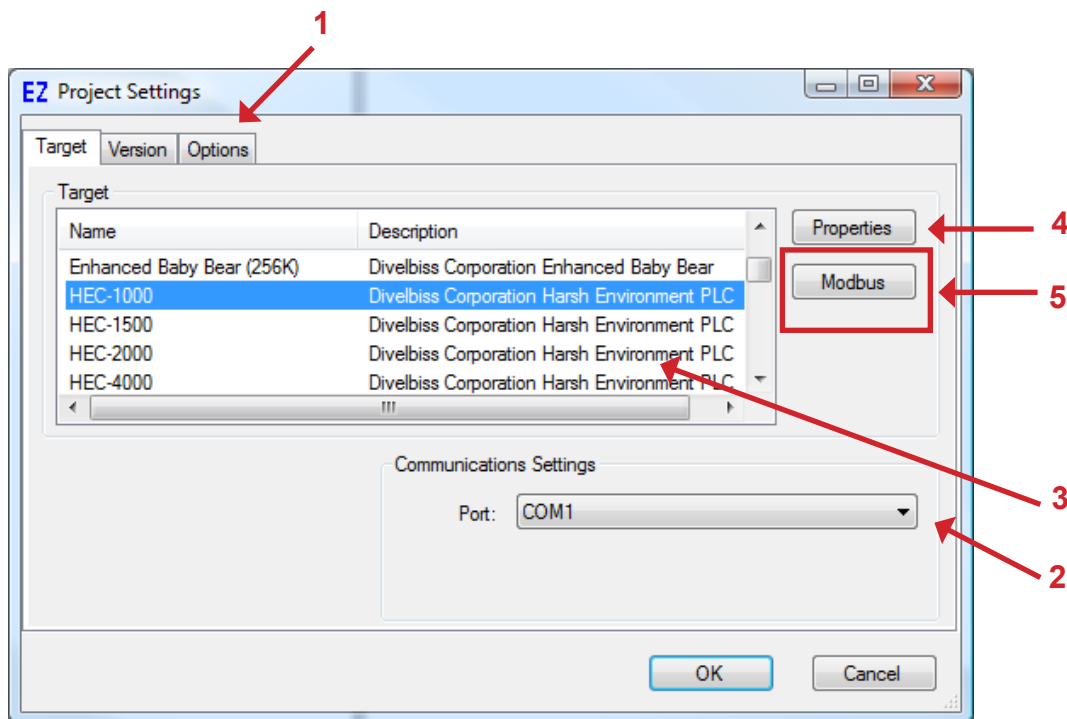 1
EZ Project Settings
Target Version Options
Target
Name Description
Properties
4
Enhanced Baby Bear (256K) Divelbiss Corporation Enhanced Baby Bear
Modbus
5
HEC-1000 Divelbiss Corporation Harsh Environment PLC
HEC-1500 Divelbiss Corporation Harsh Environment PLC
HEC-2000 Divelbiss Corporation Harsh Environment PLC
HEC-4000 Divelbiss Corporation Harsh Environment PLC
Communications Settings
3
Port: COM1
2
OK Cancel